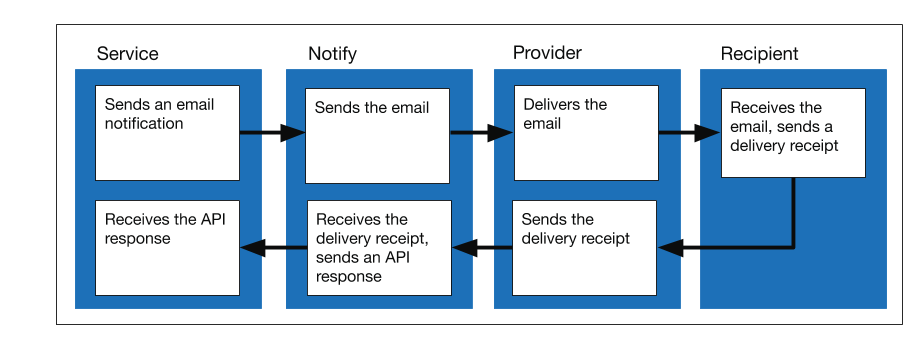 Service
Notify
Provider
Recipient
Sends an email
notification
Sends the email
Delivers the
email
Receives the
email, sends a
delivery receipt
Receives the API
response
Receives the
delivery receipt,
sends an API
response
Sends the
delivery receipt